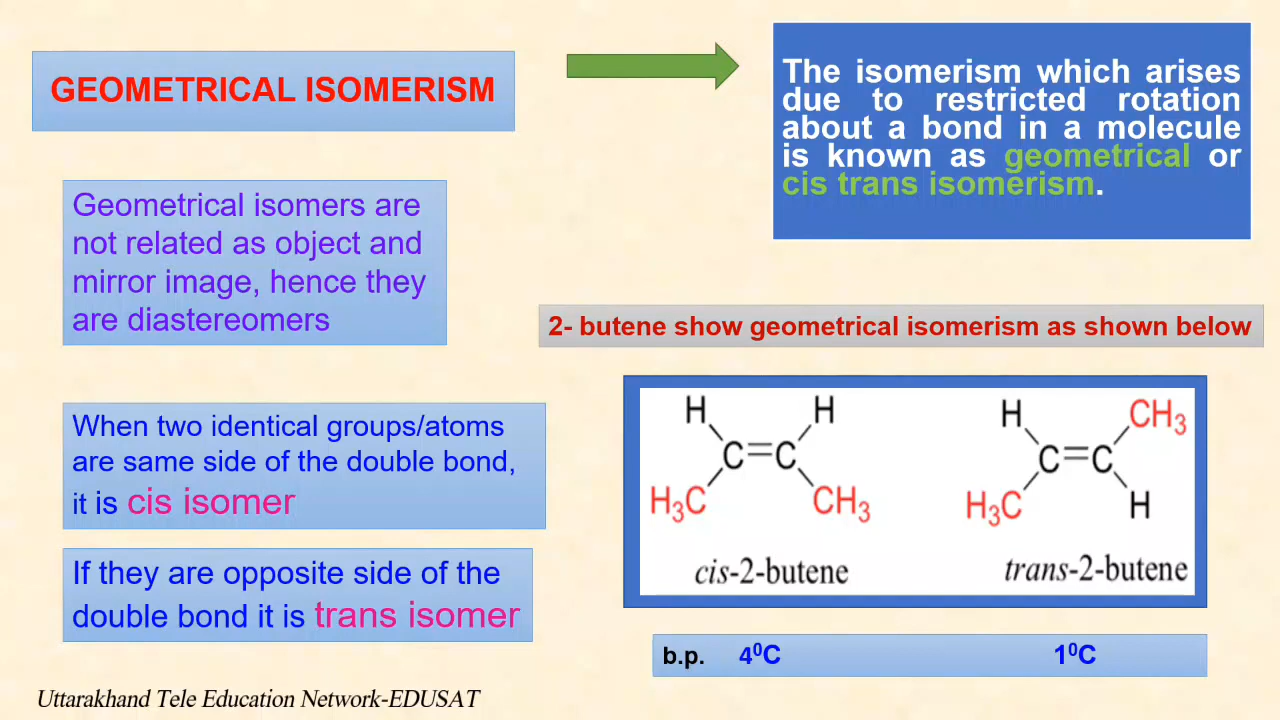 GEOMETRICAL ISOMERISM
The isomerism which arises
due to restricted rotation
about a bond in a molecule
is known as geometrical or
cis trans isomerism.
Geometrical isomers are
not related as object and
mirror image, hence they
are diastereomers
2- butene show geometrical isomerism as shown below
When two identical groups/atoms
are same side of the double bond,
it is cis isomer
If they are opposite side of the
double bond it is trans isomer
H H
C=C
H₃C CH₃
cis-2-butene
H CH₃
C=C
H₃C H
trans-2-butene
b.p. 4⁰C 1⁰C
Uttarakhand Tele Education Network-EDUSAT